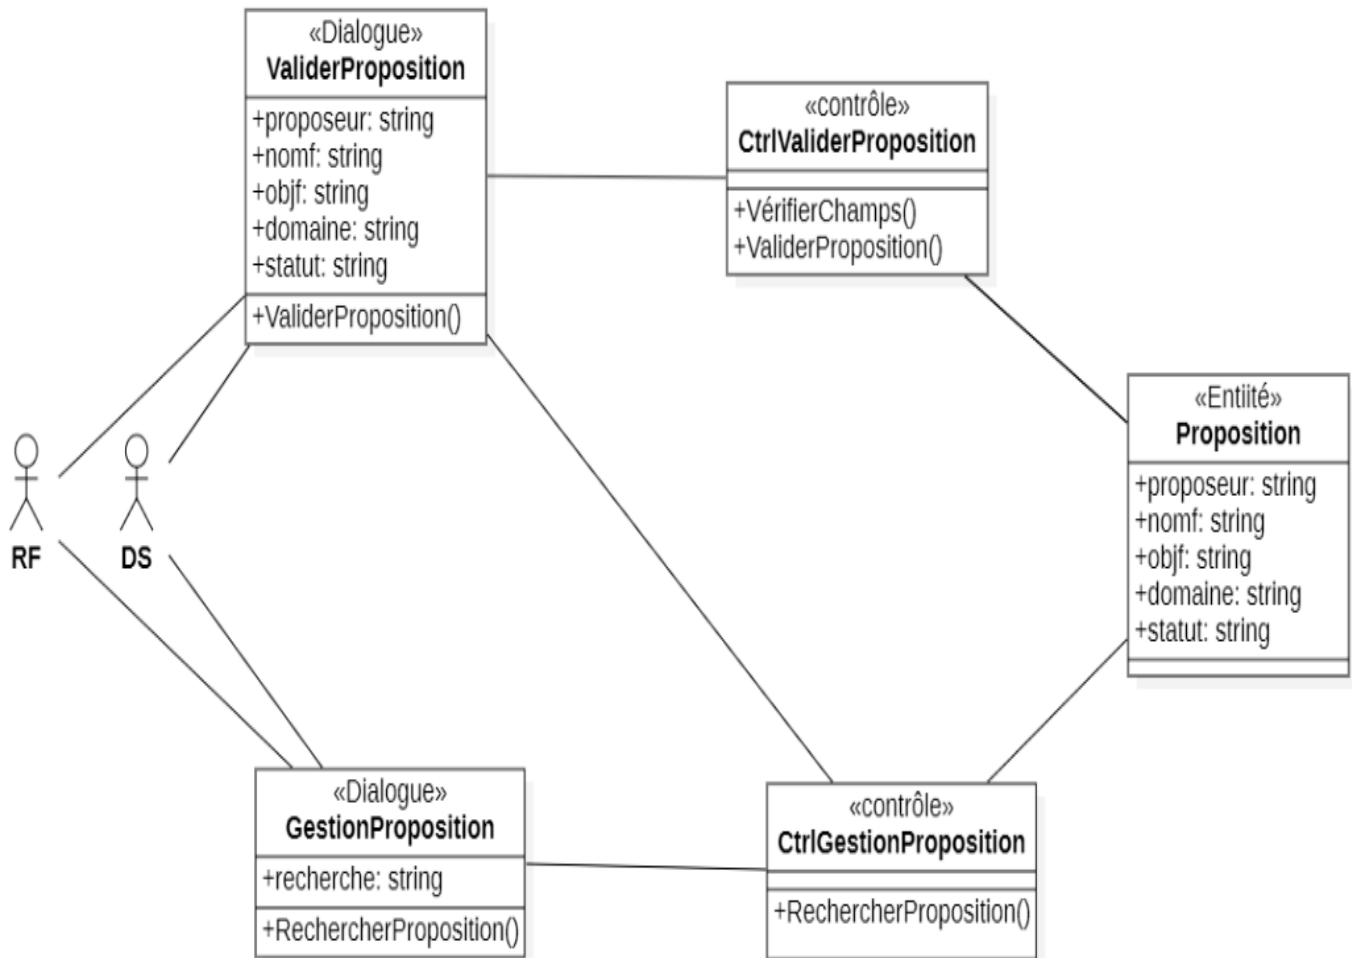 «Dialogue»
ValiderProposition
+proposeur: string
+nomf: string
+objf: string
+domaine: string
+statut: string
+ValiderProposition()
«contrôle»
CtrlValiderProposition
+VérifierChamps()
+ValiderProposition()
«Entiité»
Proposition
+proposeur: string
+nomf: string
+objf: string
+domaine: string
+statut: string
RF
DS
«Dialogue»
GestionProposition
+recherche: string
+RechercherProposition()
«contrôle»
CtrlGestionProposition
+RechercherProposition()